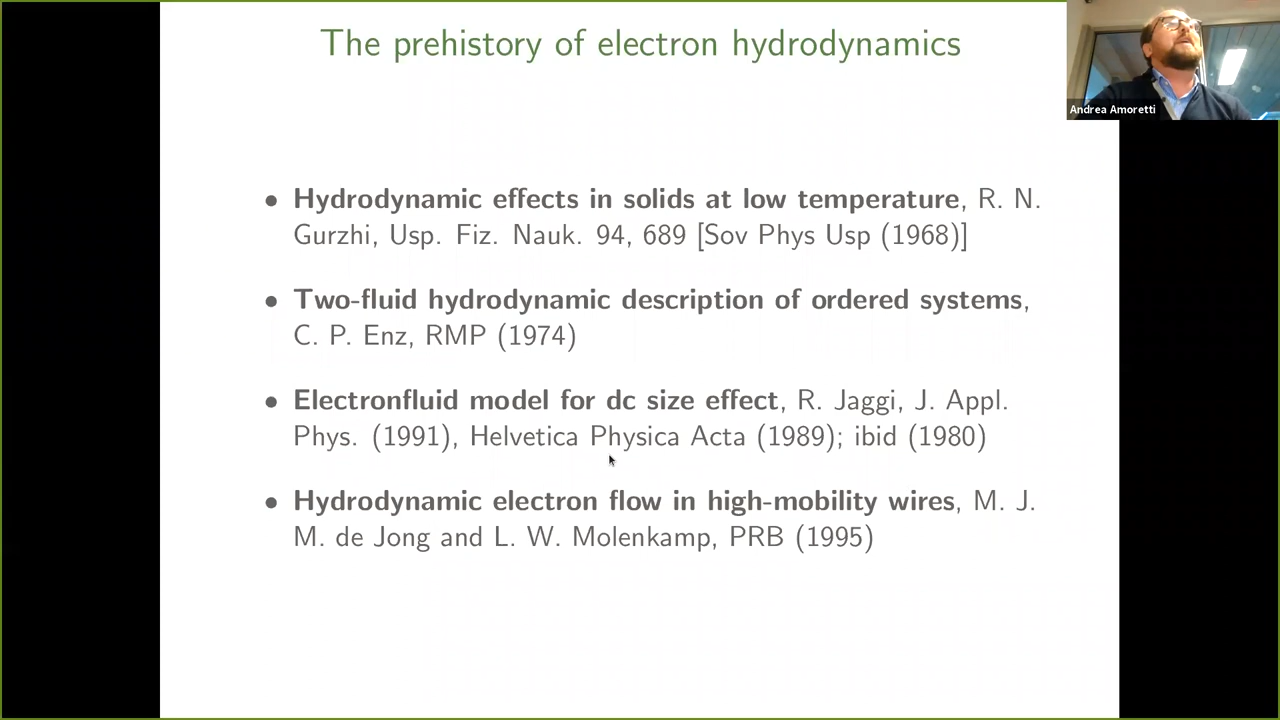 The prehistory of electron hydrodynamics
Andrea Amoretti
• Hydrodynamic effects in solids at low temperature, R. N.
Gurzhi, Usp. Fiz. Nauk. 94, 689 [Sov Phys Usp (1968)]
• Two-fluid hydrodynamic description of ordered systems,
C. P. Enz, RMP (1974)
• Electronfluid model for dc size effect, R. Jaggi, J. Appl.
Phys. (1991), Helvetica Physica Acta (1989); ibid (1980)
• Hydrodynamic electron flow in high-mobility wires, M. J.
M. de Jong and L. W. Molenkamp, PRB (1995)